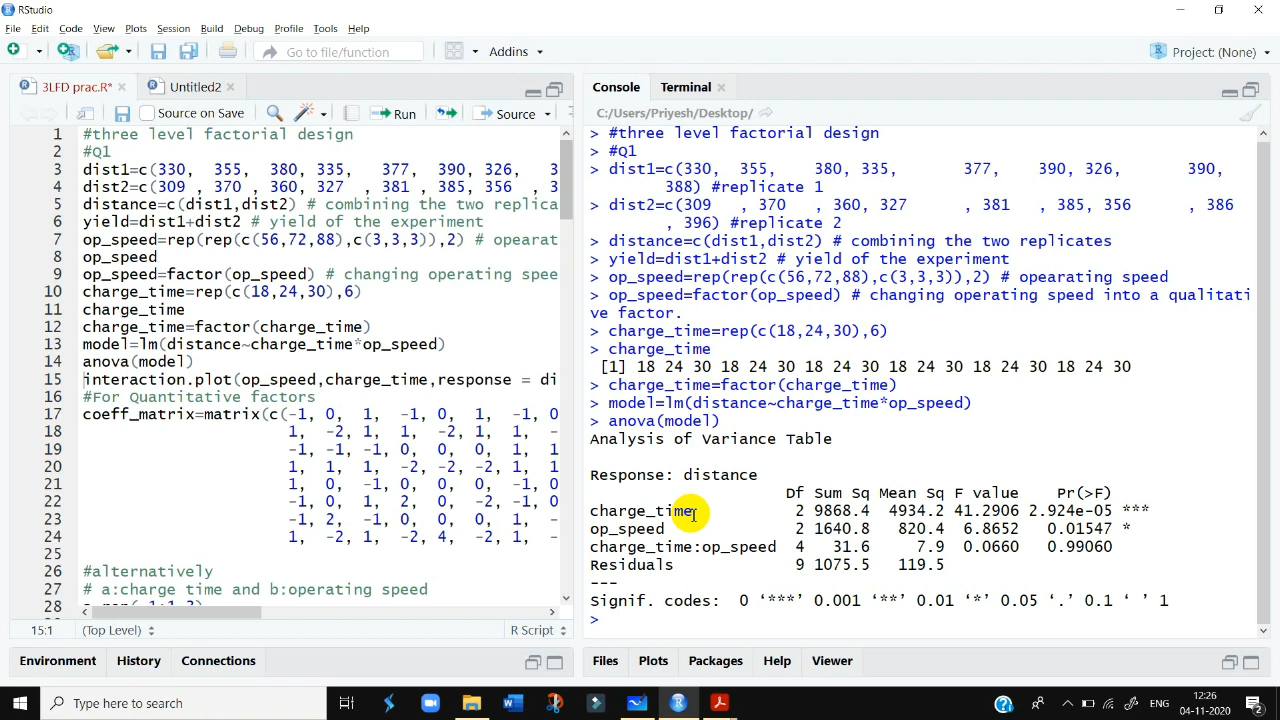 RStudio
File Edit Code View Plots Session Build Debug Profile Tools Help
Go to file/function Addins Project: (None)
3LFD prac.R* Untitled2
Source on Save Run Source
1 #three level factorial design
2 #Q1
3 dist1=c(330, 355, 380, 335, 377, 390, 326, 3
4 dist2=c(309 , 370 , 360, 327 , 381 , 385, 356 , 3
5 distance=c(dist1,dist2) # combining the two replica
6 yield=dist1+dist2 # yield of the experiment
7 op_speed=rep(rep(c(56,72,88),c(3,3,3)),2) # opearat
8 op_speed
9 op_speed=factor(op_speed) # changing operating spee
10 charge_time=rep(c(18,24,30),6)
11 charge_time
12 charge_time=factor(charge_time)
13 model=lm(distance~charge_time*op_speed)
14 anova(model)
15 interaction.plot(op_speed,charge_time,response = di
16 #For Quantitative factors
17 coeff_matrix=matrix(c(-1, 0, 1, -1, 0, 1, -1, 0
18 1, -2, 1, 1, -2, 1, 1, -
19 -1, -1, -1, 0, 0, 0, 1, 1
20 1, 1, 1, -2, -2, -2, 1, 1
21 1, 0, -1, 0, 0, 0, -1, 0
22 -1, 0, 1, 2, 0, -2, -1, 0
23 -1, 2, -1, 0, 0, 0, 1, -
24 1, -2, 1, -2, 4, -2, 1, -
25
26 #alternatively
27 # a:charge time and b:operating speed
28
15:1 (Top Level) R Script
Environment History Connections
Console Terminal
C:/Users/Priyesh/Desktop/
> #three level factorial design
> #Q1
> dist1=c(330, 355, 380, 335, 377, 390, 326, 390,
388) #replicate 1
> dist2=c(309 , 370 , 360, 327 , 381 , 385, 356 , 386
, 396) #replicate 2
> distance=c(dist1,dist2) # combining the two replicates
> yield=dist1+dist2 # yield of the experiment
> op_speed=rep(rep(c(56,72,88),c(3,3,3)),2) # opearating speed
> op_speed=factor(op_speed) # changing operating speed into a qualitati
ve factor.
> charge_time=rep(c(18,24,30),6)
> charge_time
[1] 18 24 30 18 24 30 18 24 30 18 24 30 18 24 30 18 24 30
> charge_time=factor(charge_time)
> model=lm(distance~charge_time*op_speed)
> anova(model)
Analysis of Variance Table
Response: distance
Df Sum Sq Mean Sq F value Pr(>F)
charge_time 2 9868.4 4934.2 41.2906 2.924e-05 ***
op_speed 2 1640.8 820.4 6.8652 0.01547 *
charge_time:op_speed 4 31.6 7.9 0.0660 0.99060
Residuals 9 1075.5 119.5
---
Signif. codes: 0 ‘***’ 0.001 ‘**’ 0.01 ‘*’ 0.05 ‘.’ 0.1 ‘ ’ 1
>
Files Plots Packages Help Viewer
Type here to search
ENG 12:26
04-11-2020 2